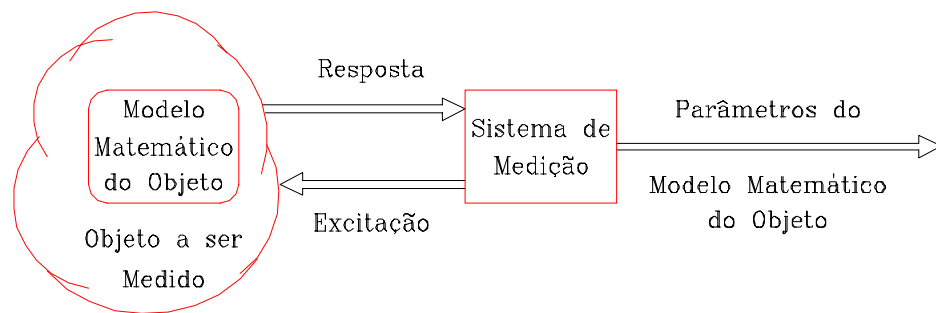 Modelo
Matemático
do Objeto
Objeto a ser
Medido
Resposta
Excitação
Sistema de
Medição
Parâmetros do
Modelo Matemático
do Objeto